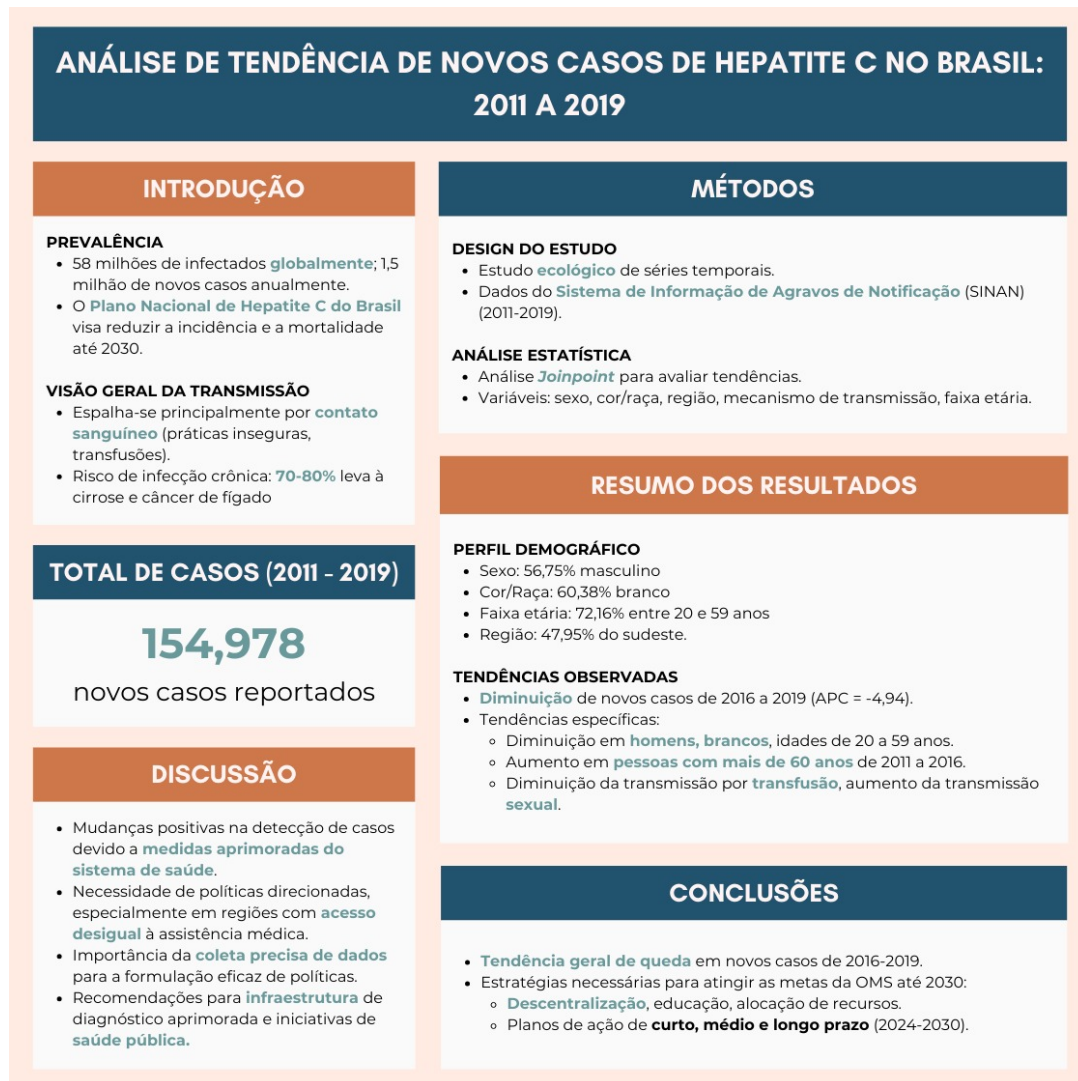 ANÁLISE DE TENDÊNCIA DE NOVOS CASOS DE HEPATITE C NO BRASIL:
2011 A 2019
INTRODUÇÃO
PREVALÊNCIA
• 58 milhões de infectados globalmente; 1,5
milhão de novos casos anualmente.
• O Plano Nacional de Hepatite C do Brasil
visa reduzir a incidência e a mortalidade
até 2030.
VISÃO GERAL DA TRANSMISSÃO
• Espalha-se principalmente por contato
sanguíneo (práticas inseguras,
transfusões).
• Risco de infecção crônica: 70-80% leva à
cirrose e câncer de fígado
TOTAL DE CASOS (2011 - 2019)
154,978
novos casos reportados
DISCUSSÃO
• Mudanças positivas na detecção de casos
devido a medidas aprimoradas do
sistema de saúde.
• Necessidade de políticas direcionadas,
especialmente em regiões com acesso
desigual à assistência médica.
• Importância da coleta precisa de dados
para a formulação eficaz de políticas.
• Recomendações para infraestrutura de
diagnóstico aprimorada e iniciativas de
saúde pública.
MÉTODOS
DESIGN DO ESTUDO
• Estudo ecológico de séries temporais.
• Dados do Sistema de Informação de Agravos de Notificação (SINAN)
(2011-2019).
ANÁLISE ESTATÍSTICA
• Análise Joinpoint para avaliar tendências.
• Variáveis: sexo, cor/raça, região, mecanismo de transmissão, faixa etária.
RESUMO DOS RESULTADOS
PERFIL DEMOGRÁFICO
• Sexo: 56,75% masculino
• Cor/Raça: 60,38% branco
• Faixa etária: 72,16% entre 20 e 59 anos
• Região: 47,95% do sudeste.
TENDÊNCIAS OBSERVADAS
• Diminuição de novos casos de 2016 a 2019 (APC = -4,94).
• Tendências específicas:
◦ Diminuição em homens, brancos, idades de 20 a 59 anos.
◦ Aumento em pessoas com mais de 60 anos de 2011 a 2016.
◦ Diminuição da transmissão por transfusão, aumento da transmissão
sexual.
CONCLUSÕES
• Tendência geral de queda em novos casos de 2016-2019.
• Estratégias necessárias para atingir as metas da OMS até 2030:
◦ Descentralização, educação, alocação de recursos.
◦ Planos de ação de curto, médio e longo prazo (2024-2030).